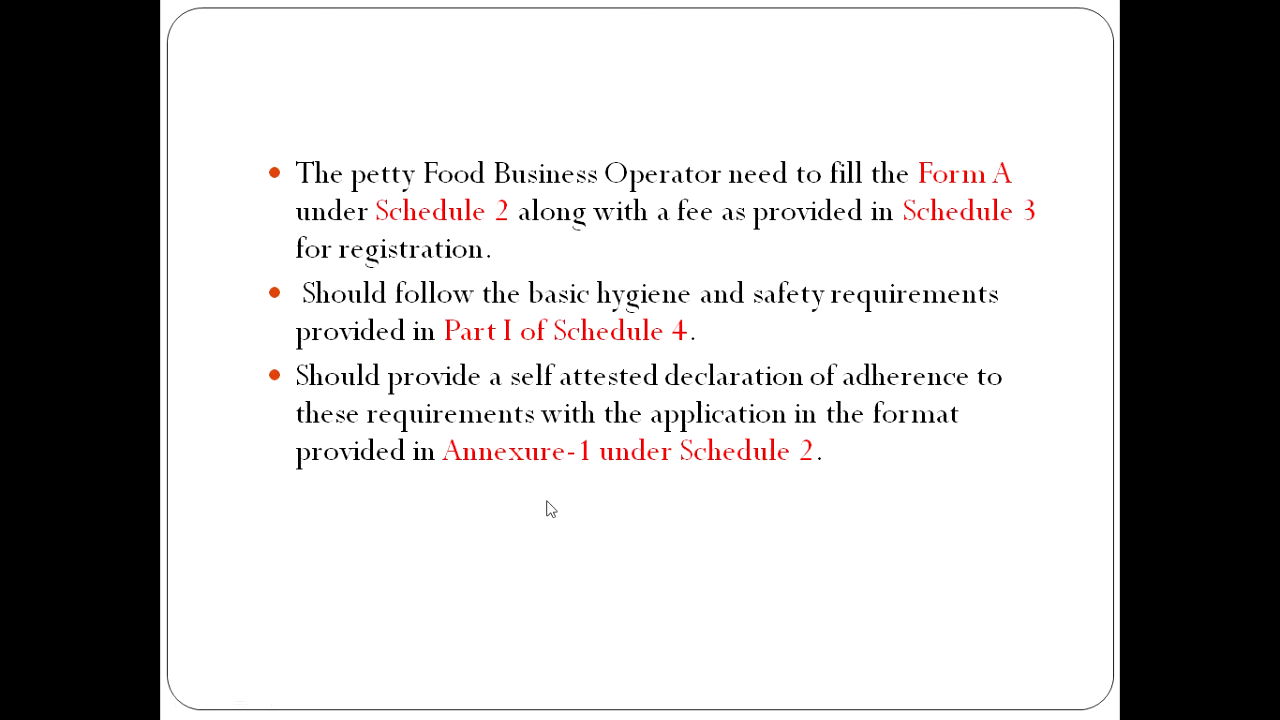 The petty Food Business Operator need to fill the Form A
under Schedule 2 along with a fee as provided in Schedule 3
for registration.
Should follow the basic hygiene and safety requirements
provided in Part I of Schedule 4.
Should provide a self attested declaration of adherence to
these requirements with the application in the format
provided in Annexure-1 under Schedule 2.